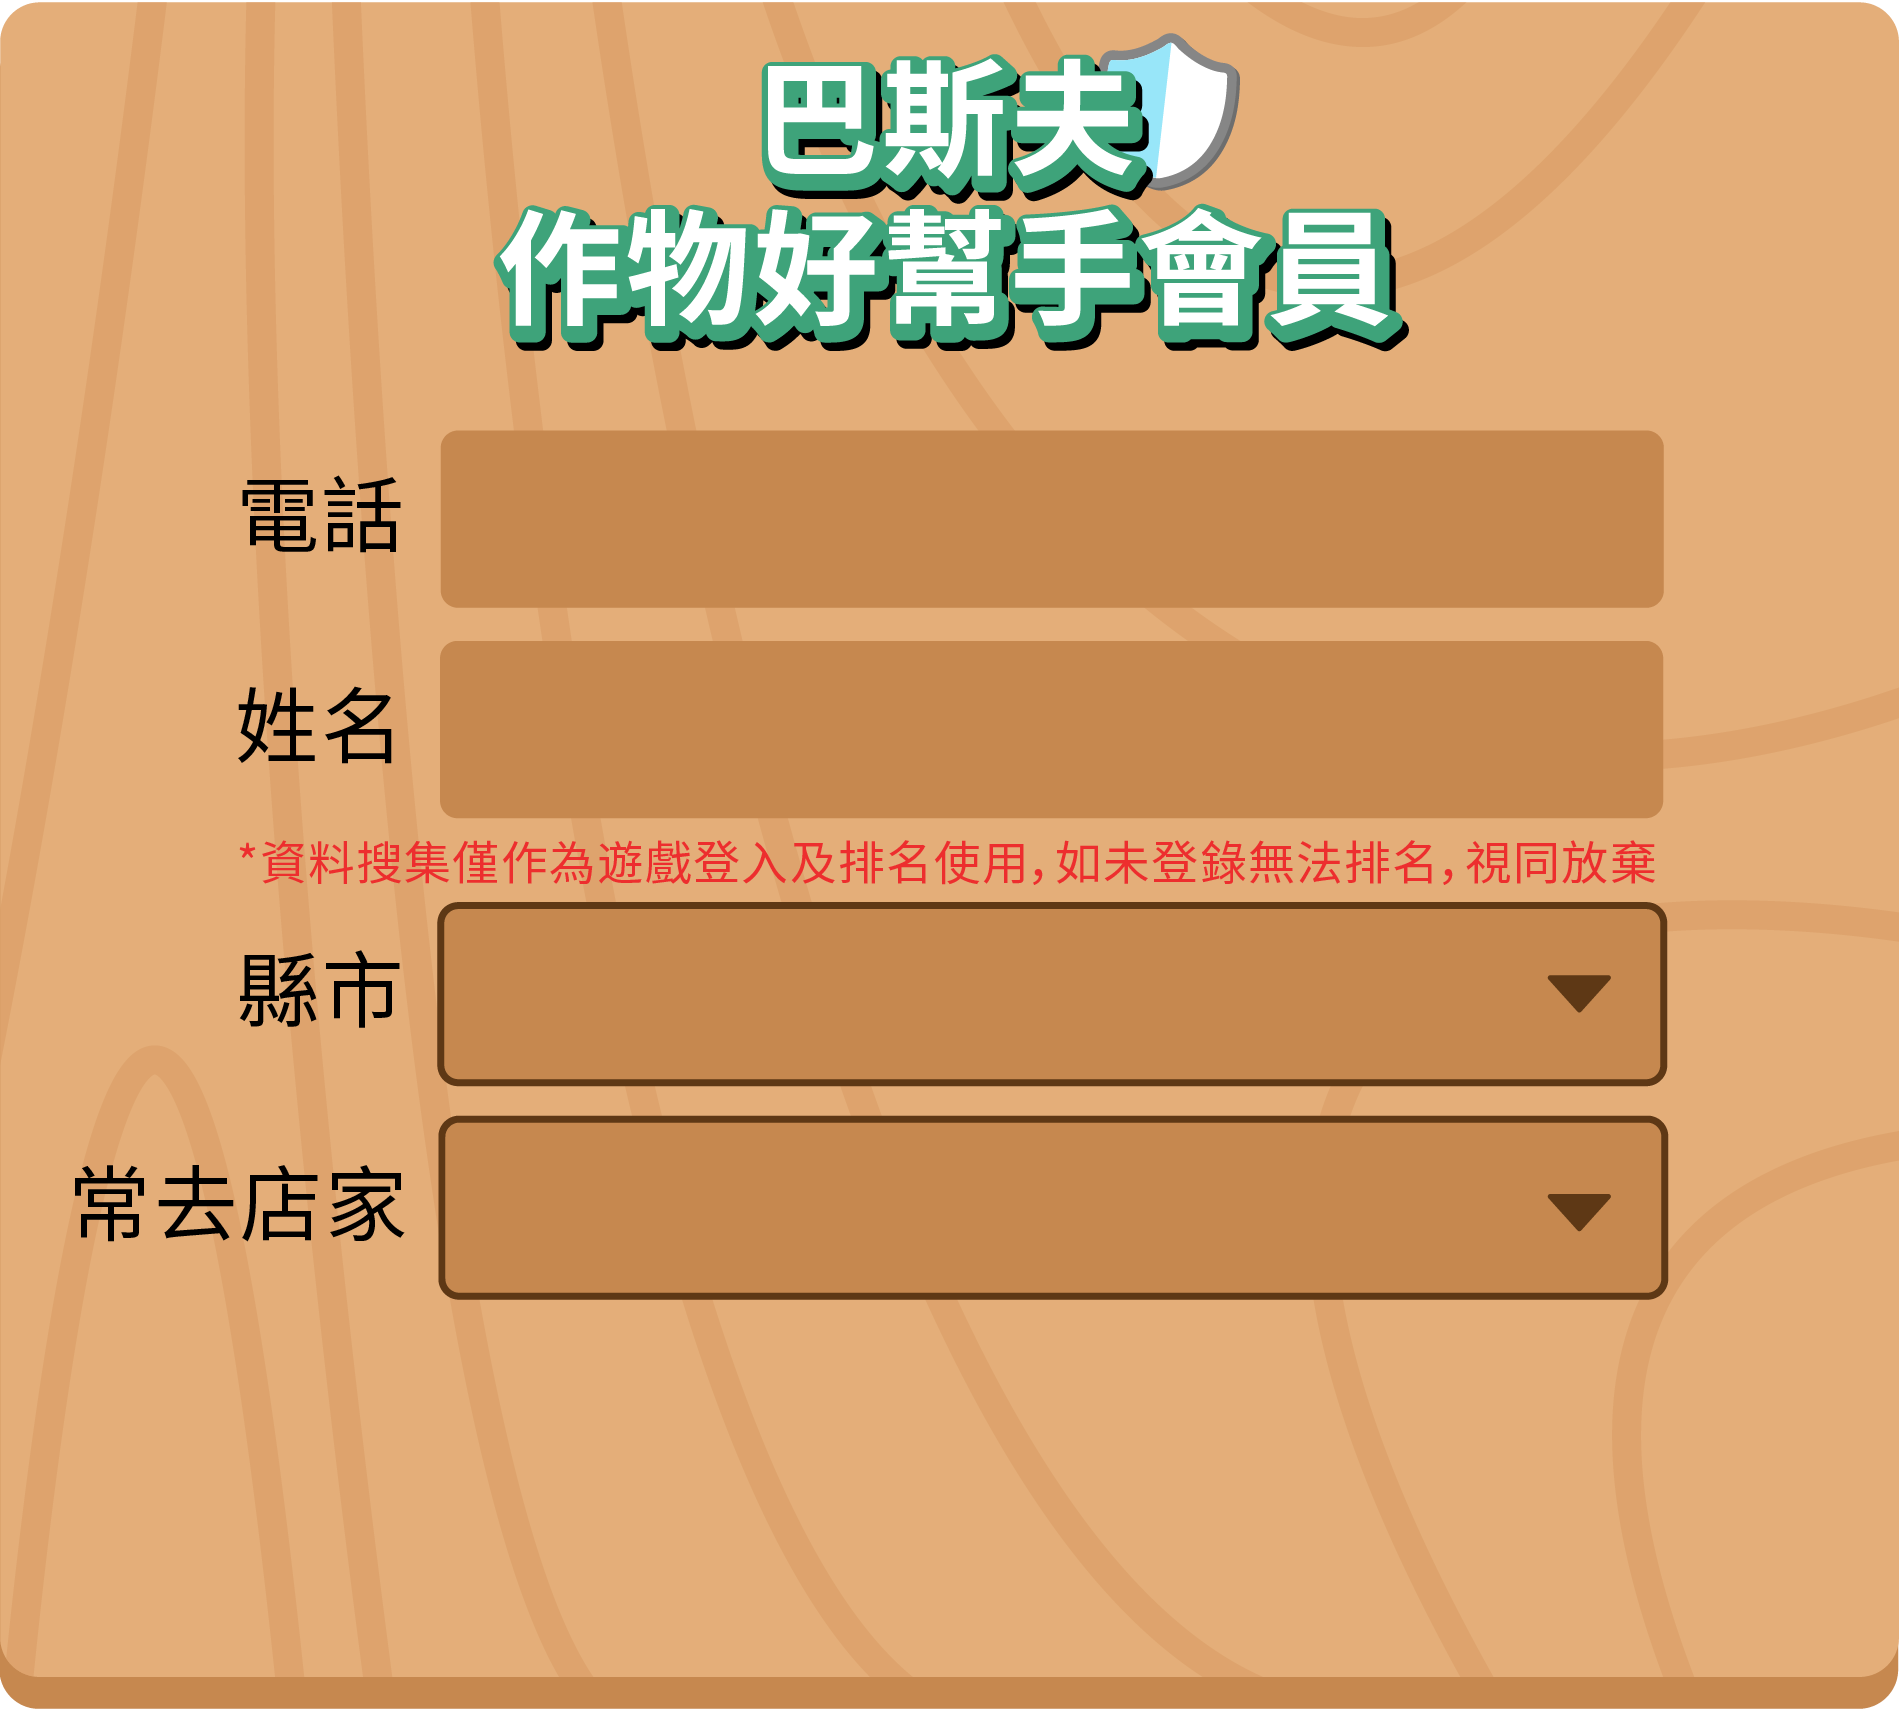 巴斯夫
作物好幫手會員
電話
姓名
*資料搜集僅作為遊戲登入及排名使用,如未登錄無法排名,視同放棄
縣市
常去店家